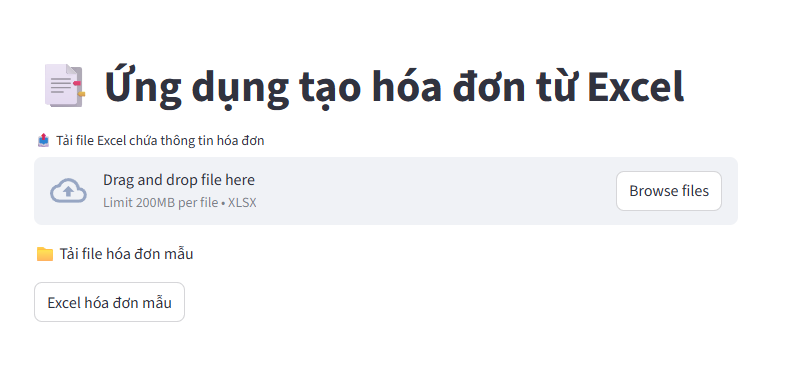 Ứng dụng tạo hóa đơn từ Excel
Tải file Excel chứa thông tin hóa đơn
Drag and drop file here
Limit 200MB per file • XLSX
Browse files
Tải file hóa đơn mẫu
Excel hóa đơn mẫu